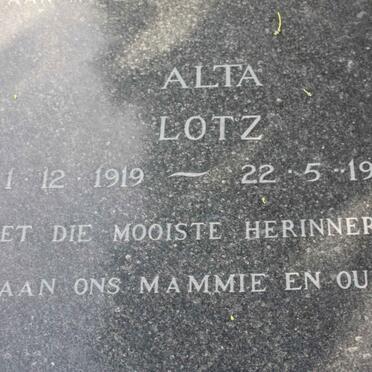 ALTA
LOTZ
1·12·1919 ~ 22·5·19
ET DIE MOOISTE HERINNER
AAN ONS MAMMIE EN OU